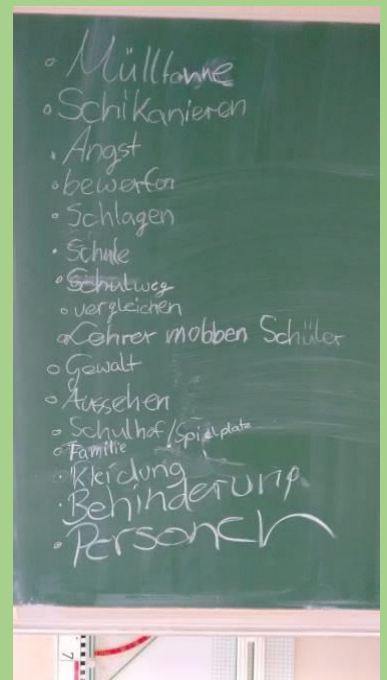 • Mülltonne
• Schikanieren
• Angst
• bewerfen
• Schlagen
• Schule
• Schulweg
• vergleichen
• Lehrer mobben Schüler
• Gewalt
• Aussehen
• Schulhof/Spielplatz
• Familie
• Kleidung
• Behinderung
• Personen
7